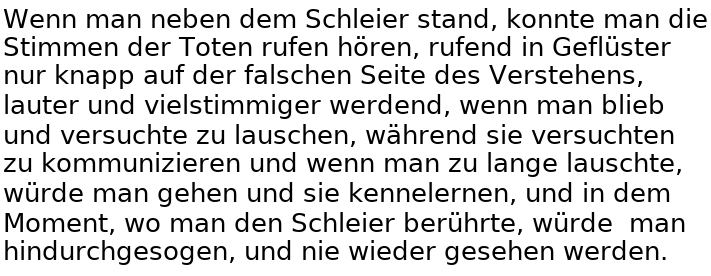 Wenn man neben dem Schleier stand, konnte man die
Stimmen der Toten rufen hören, rufend in Geflüster
nur knapp auf der falschen Seite des Verstehens,
lauter und vielstimmiger werdend, wenn man blieb
und versuchte zu lauschen, während sie versuchten
zu kommunizieren und wenn man zu lange lauschte,
würde man gehen und sie kennelernen, und in dem
Moment, wo man den Schleier berührte, würde  man
hindurchgesogen, und nie wieder gesehen werden.